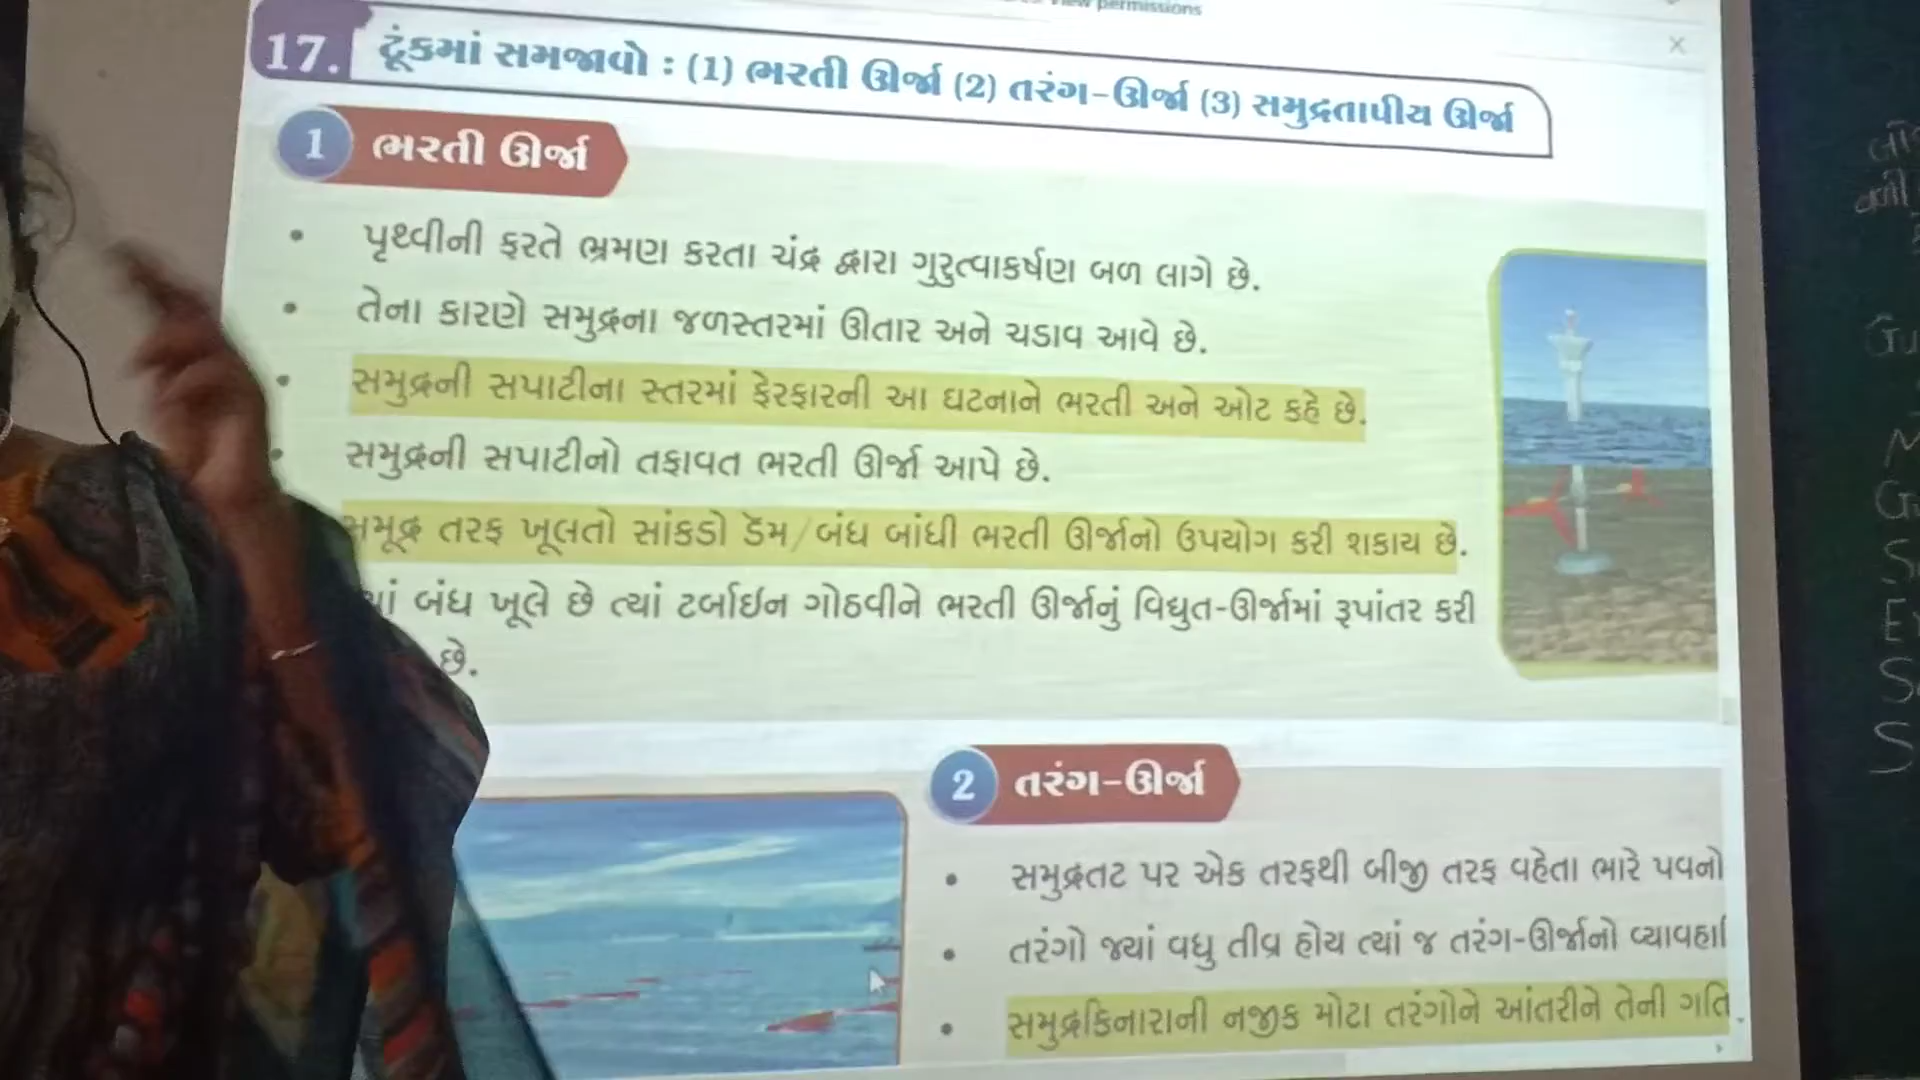 View permissions
17. ટૂંકમાં સમજાવો : (1) ભરતી ઊર્જા (2) તરંગ-ઊર્જા (3) સમુદ્રતાપીય ઊર્જા
1 ભરતી ઊર્જા
• પૃથ્વીની ફરતે ભ્રમણ કરતા ચંદ્ર દ્વારા ગુરુત્વાકર્ષણ બળ લાગે છે.
• તેના કારણે સમુદ્રના જળસ્તરમાં ઊતાર અને ચડાવ આવે છે.
• સમુદ્રની સપાટીના સ્તરમાં ફેરફારની આ ઘટનાને ભરતી અને ઓટ કહે છે.
• સમુદ્રની સપાટીનો તફાવત ભરતી ઊર્જા આપે છે.
સમૂદ્ર તરફ ખૂલતો સાંકડો ડૅમ/બંધ બાંધી ભરતી ઊર્જાનો ઉપયોગ કરી શકાય છે.
બંધ ખૂલે છે ત્યાં ટર્બાઇન ગોઠવીને ભરતી ઊર્જાનું વિદ્યુત-ઊર્જામાં રૂપાંતર કરી
છે.
2 તરંગ-ઊર્જા
• સમુદ્રતટ પર એક તરફથી બીજી તરફ વહેતા ભારે પવનો
• તરંગો જ્યાં વધુ તીવ્ર હોય ત્યાં જ તરંગ-ઊર્જાનો
• સમુદ્રકિનારાની નજીક મોટા તરંગોને આંતરીને તેની ગતિ